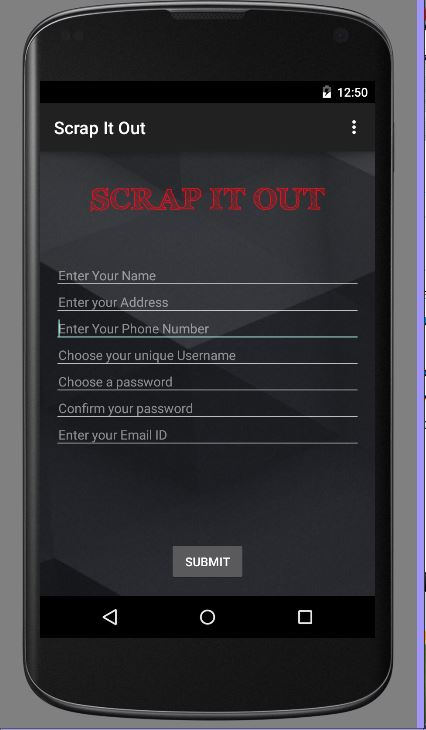 12:50
Scrap It Out
SCRAP IT OUT
Enter Your Name
Enter your Address
Enter Your Phone Number
Choose your unique Username
Choose a password
Confirm your password
Enter your Email ID
SUBMIT